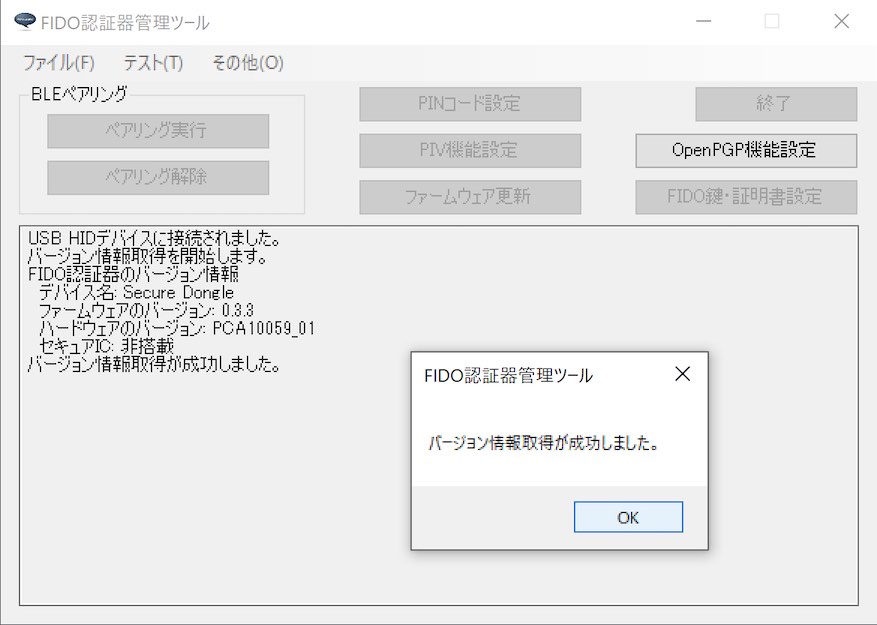 FIDO認証器管理ツール
ファイル(F) テスト(T) その他(O)
BLEペアリング
ペアリング実行
ペアリング解除
PINコード設定
PIV機能設定
ファームウェア更新
終了
OpenPGP機能設定
FIDO鍵・証明書設定
USB HIDデバイスに接続されました。
バージョン情報取得を開始します。
FIDO認証器のバージョン情報
デバイス名: Secure Dongle
ファームウェアのバージョン: 0.3.3
ハードウェアのバージョン: PCA10059_01
セキュアIC: 非搭載
バージョン情報取得が成功しました。
FIDO認証器管理ツール
バージョン情報取得が成功しました。
OK